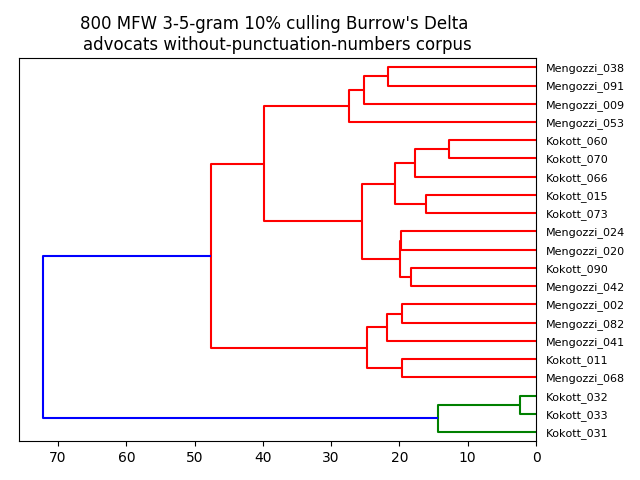 800 MFW 3-5-gram 10% culling Burrow's Delta
advocats without-punctuation-numbers corpus
Mengozzi_038
Mengozzi_091
Mengozzi_009
Mengozzi_053
Kokott_060
Kokott_070
Kokott_066
Kokott_015
Kokott_073
Mengozzi_024
Mengozzi_020
Kokott_090
Mengozzi_042
Mengozzi_002
Mengozzi_082
Mengozzi_041
Kokott_011
Mengozzi_068
Kokott_032
Kokott_033
Kokott_031
70 60 50 40 30 20 10 0